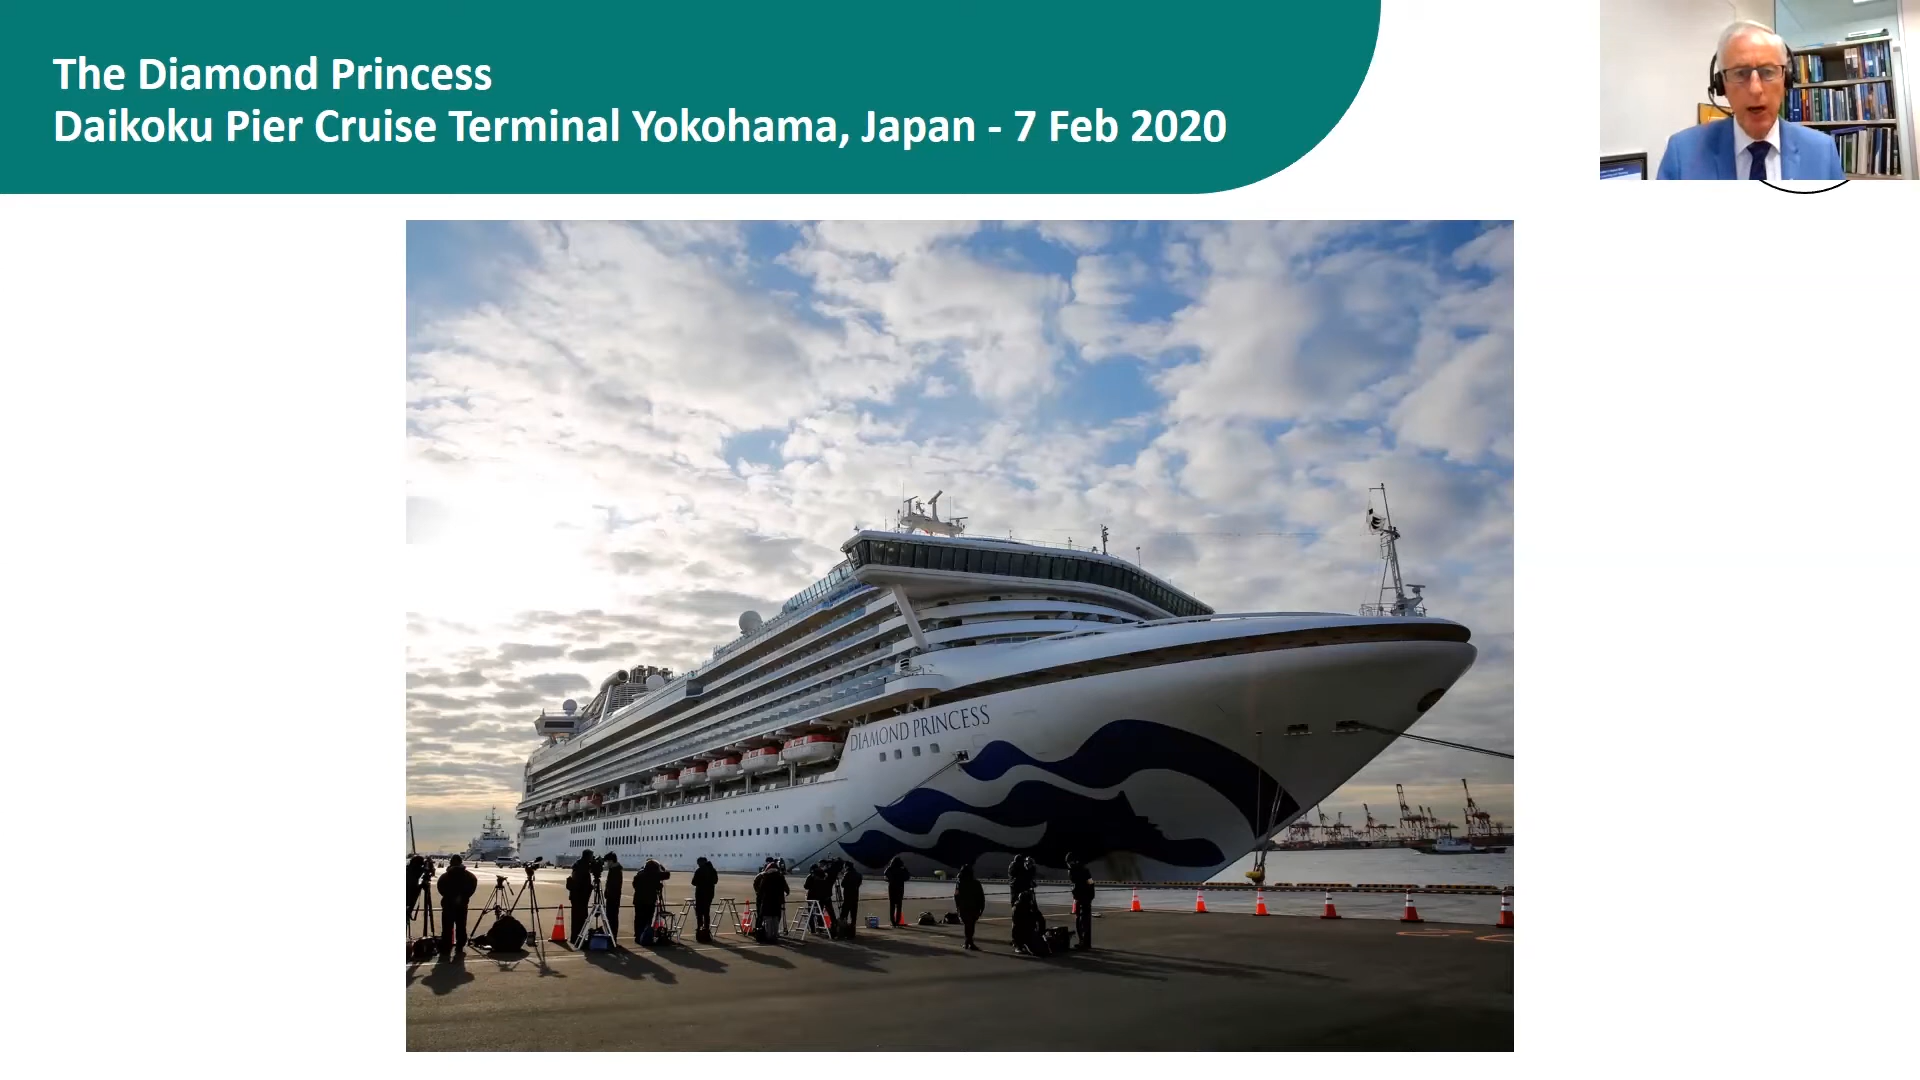 The Diamond Princess
Daikoku Pier Cruise Terminal Yokohama, Japan - 7 Feb 2020
DIAMOND PRINCESS